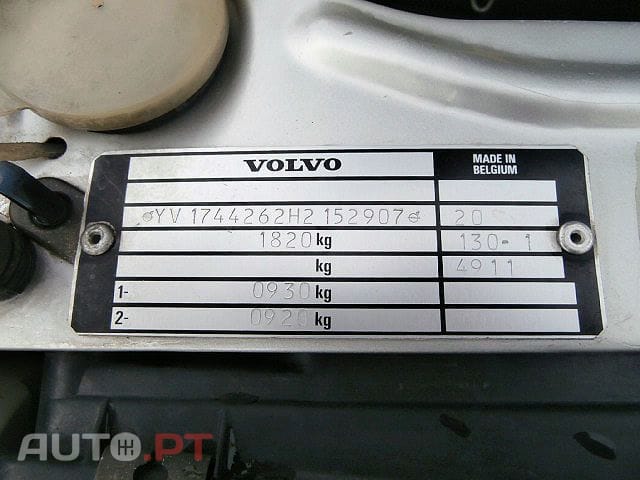 VOLVO
MADE IN
BELGIUM
YV1744262H2152907 20
1820 kg 130-1
kg 4911
1- 0930 kg
2- 0920 kg
AUTO.PT